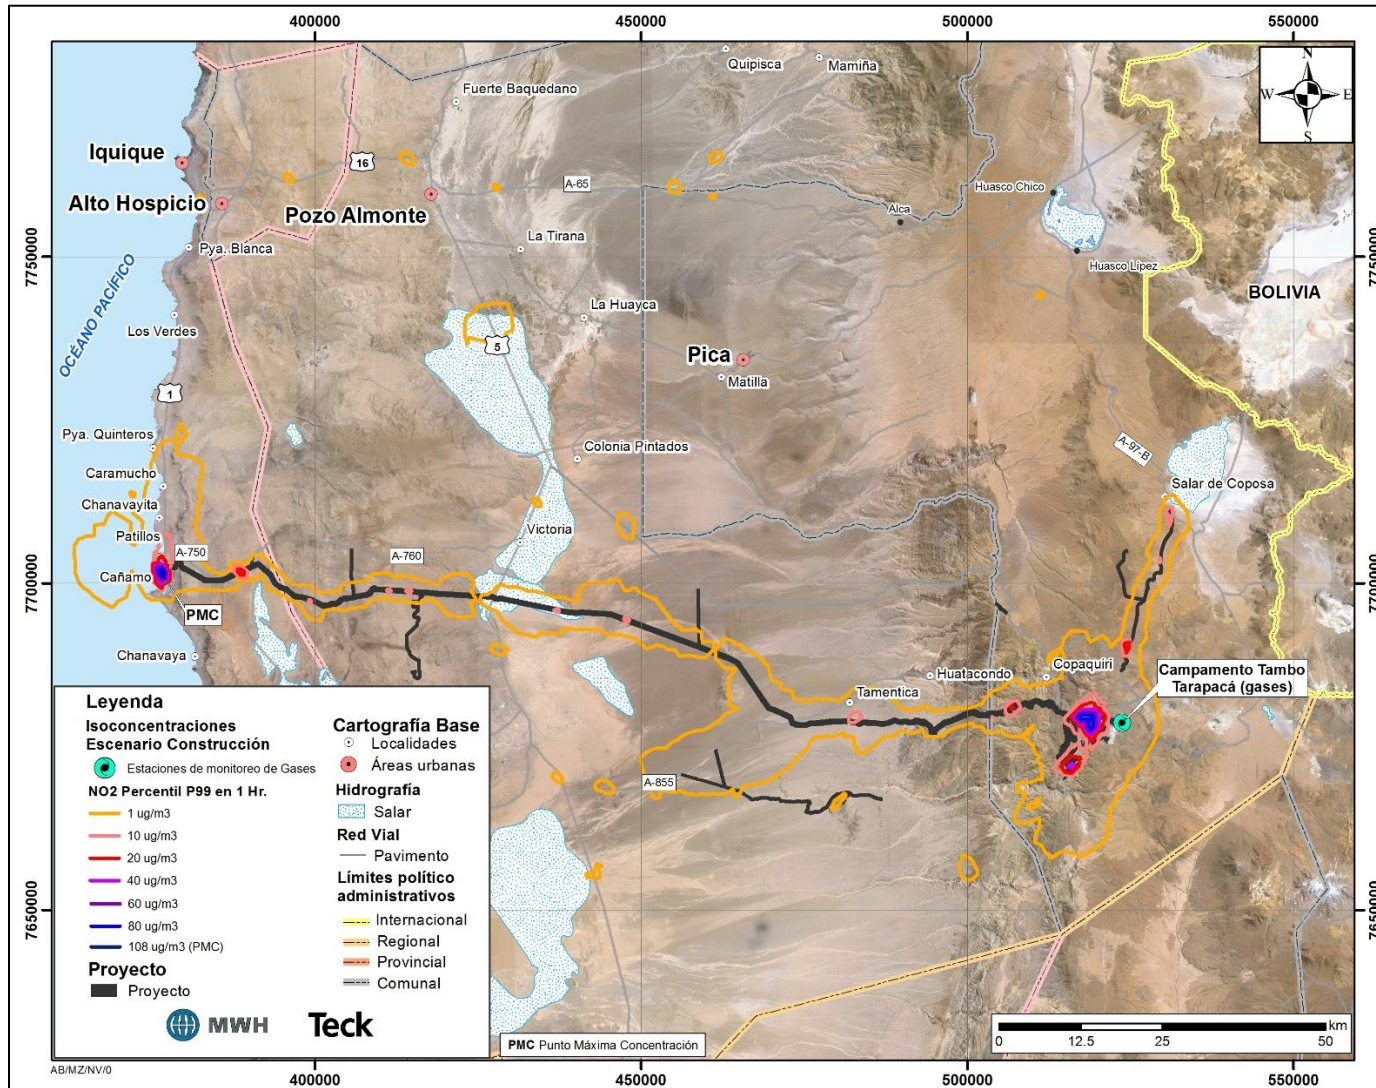 400000
450000
500000
550000
N
W
E
S
Quipisca
Mamiña
Fuerte Baquedano
Iquique
16
A-65
Huasco Chico
Alto Hospicio
Pozo Almonte
Alca
Pya. Blanca
La Tirana
7750000
7750000
Huasco Lípez
BOLIVIA
OCÉANO PACÍFICO
La Huayca
Los Verdes
5
Pica
Matilla
1
Pya. Quinteros
Colonia Pintados
A-97-B
Caramucho
Salar de Coposa
Chanavayita
Patillos
Victoria
A-750
A-760
Cañamo
7700000
7700000
PMC
Chanavaya
Huatacondo
Copaquiri
Campamento Tambo
Tarapacá (gases)
Tamentica
A-855
7650000
7650000
Leyenda
Isoconcentraciones
Escenario Construcción
Estaciones de monitoreo de Gases
NO2 Percentil P99 en 1 Hr.
1 ug/m3
10 ug/m3
20 ug/m3
40 ug/m3
60 ug/m3
80 ug/m3
108 ug/m3 (PMC)
Proyecto
Proyecto
Cartografía Base
Localidades
Áreas urbanas
Hidrografía
Salar
Red Vial
Pavimento
Límites político
administrativos
Internacional
Regional
Provincial
Comunal
MWH
Teck
PMC Punto Máxima Concentración
km
0
12.5
25
50
AB/MZ/NV/0
400000
450000
500000
550000